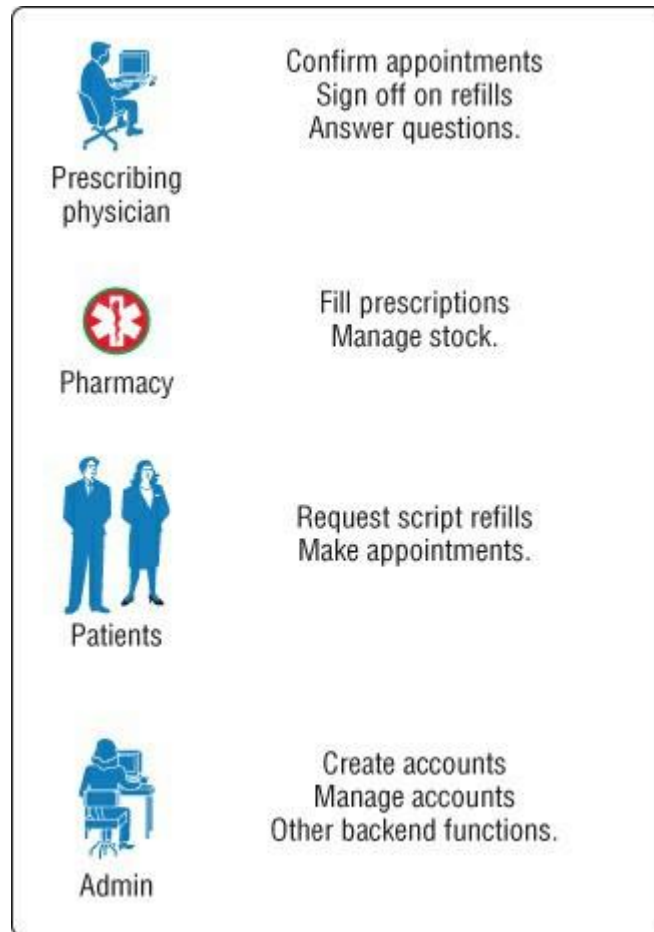 Prescribing
physician
Confirm appointments
Sign off on refills
Answer questions.
Pharmacy
Fill prescriptions
Manage stock.
Patients
Request script refills
Make appointments.
Admin
Create accounts
Manage accounts
Other backend functions.